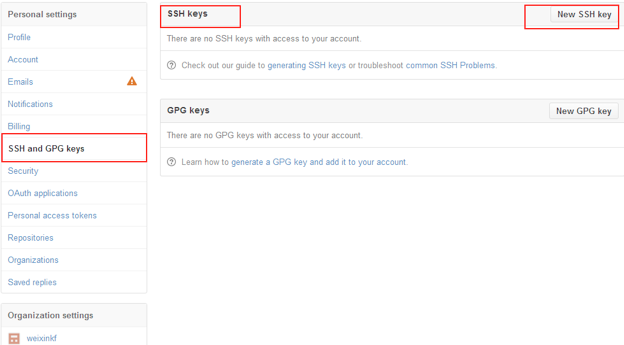 Personal settings
Profile
Account
Emails
Notifications
Billing
SSH and GPG keys
Security
OAuth applications
Personal access tokens
Repositories
Organizations
Saved replies
Organization settings
weixinkf
SSH keys
New SSH key
There are no SSH keys with access to your account.
Check out our guide to generating SSH keys or troubleshoot common SSH Problems.
GPG keys
New GPG key
There are no GPG keys with access to your account.
Learn how to generate a GPG key and add it to your account.